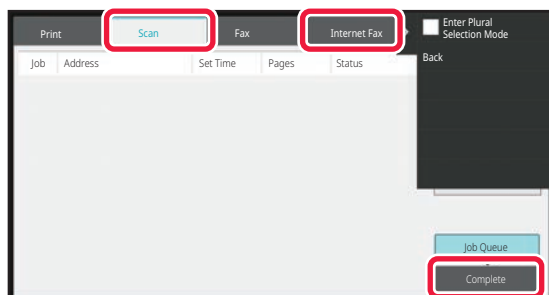 Print Scan Fax Internet Fax
Enter Plural
Selection Mode
Job Address Set Time Pages Status
Back
Job Queue
Complete